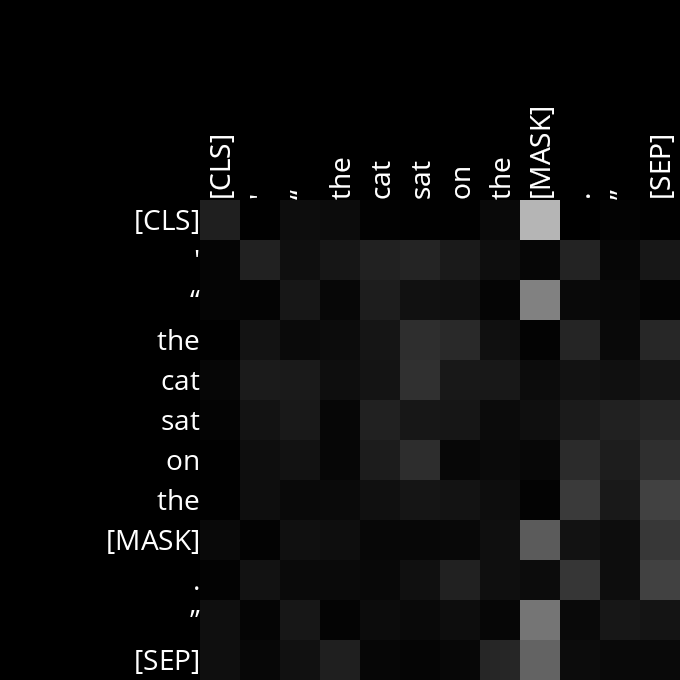 [CLS] ' “ the cat sat on the [MASK] . ” [SEP]
[CLS]
'
“
the
cat
sat
on
the
[MASK]
.
”
[SEP]